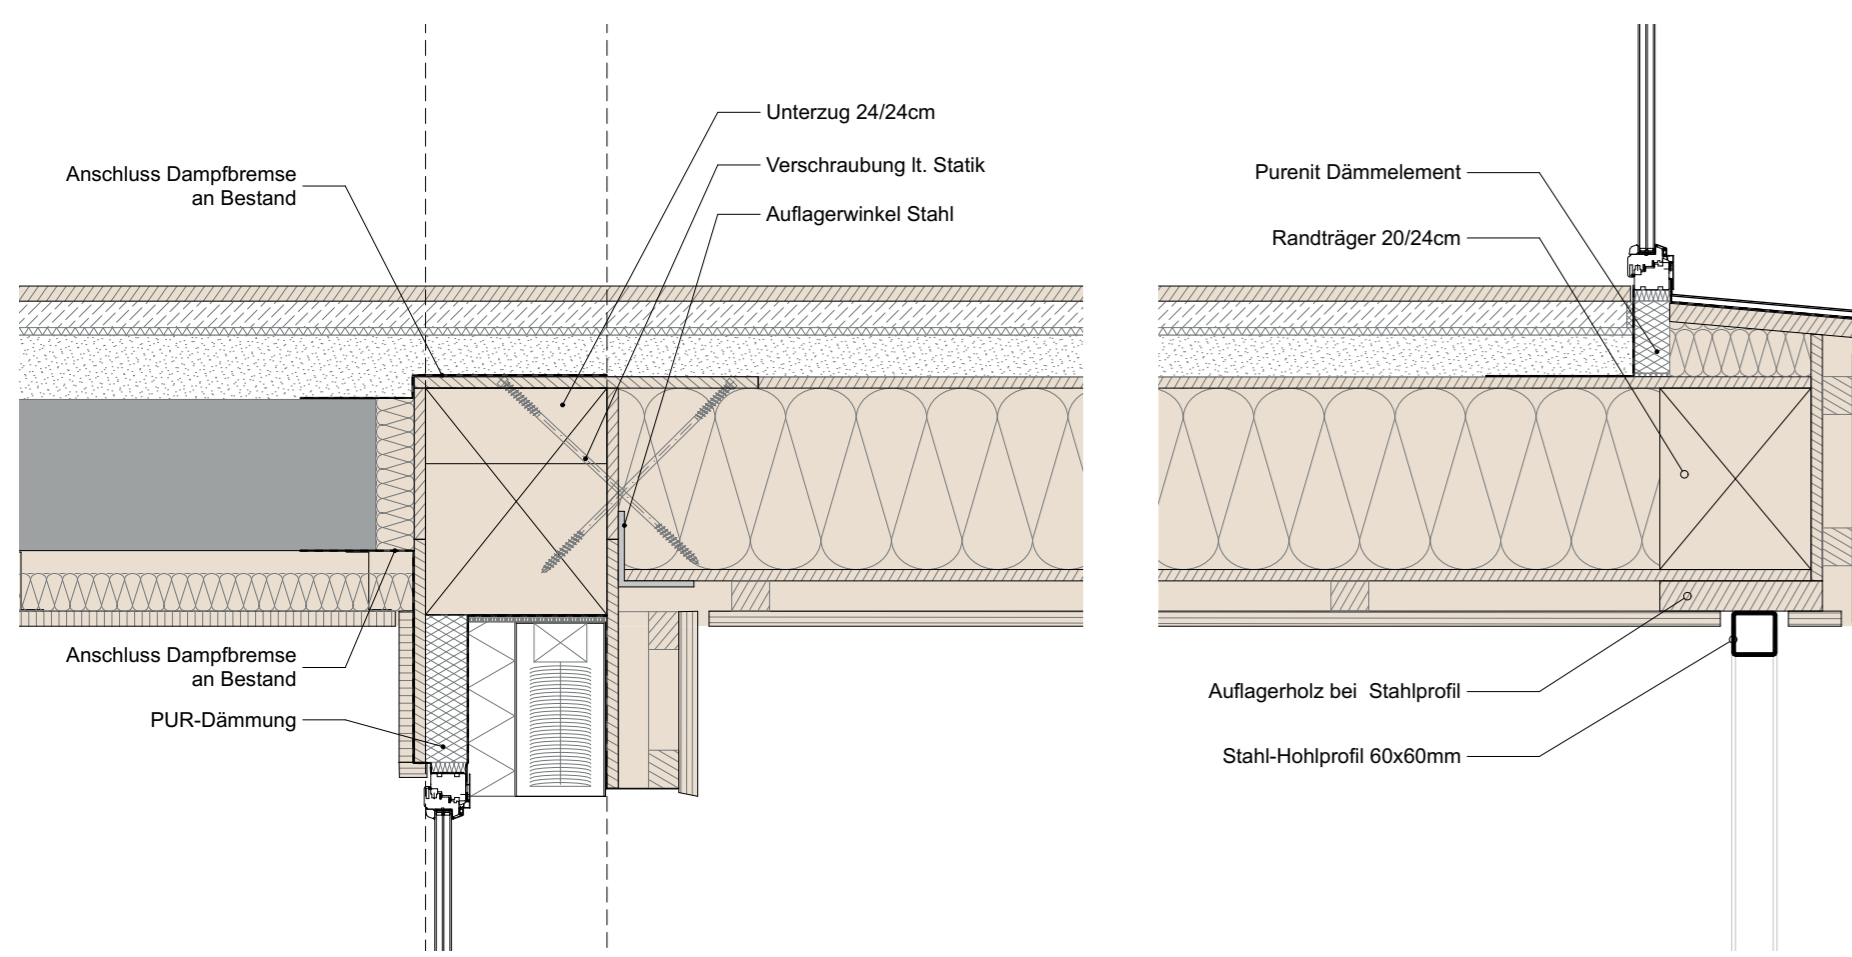 Unterzug 24/24cm
Verschraubung lt. Statik
Auflagerwinkel Stahl
Anschluss Dampfbremse
an Bestand
Anschluss Dampfbremse
an Bestand
PUR-Dämmung
Purenit Dämmelement
Randträger 20/24cm
Auflagerholz bei Stahlprofil
Stahl-Hohlprofil 60x60mm